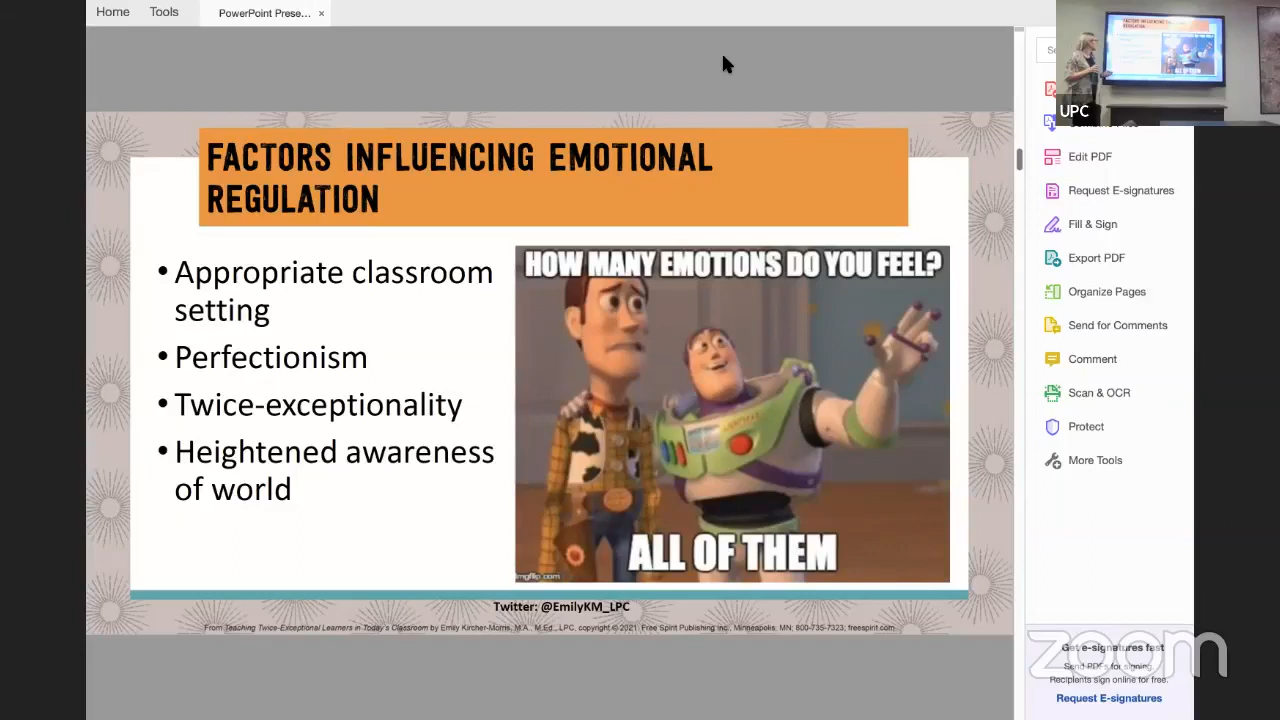 Home
Tools
PowerPoint Prese... ×
UPC
FACTORS INFLUENCING EMOTIONAL
REGULATION
• Appropriate classroom
setting
• Perfectionism
• Twice-exceptionality
• Heightened awareness
of world
HOW MANY EMOTIONS DO YOU FEEL?
ALL OF THEM
imgflip.com
Twitter: @EmilyKM_LPC
From Teaching Twice-Exceptional Learners in Today's Classroom by Emily Kircher-Morris, M.A., M.Ed., LPC, copyright © 2021. Free Spirit Publishing Inc., Minneapolis, MN; 800-735-7323; freespirit.com
Edit PDF
Request E-signatures
Fill & Sign
Export PDF
Organize Pages
Send for Comments
Comment
Scan & OCR
Protect
More Tools
Get e-signatures fast
Send PDFs for signing.
Recipients sign online for free.
Request E-signatures
zoom